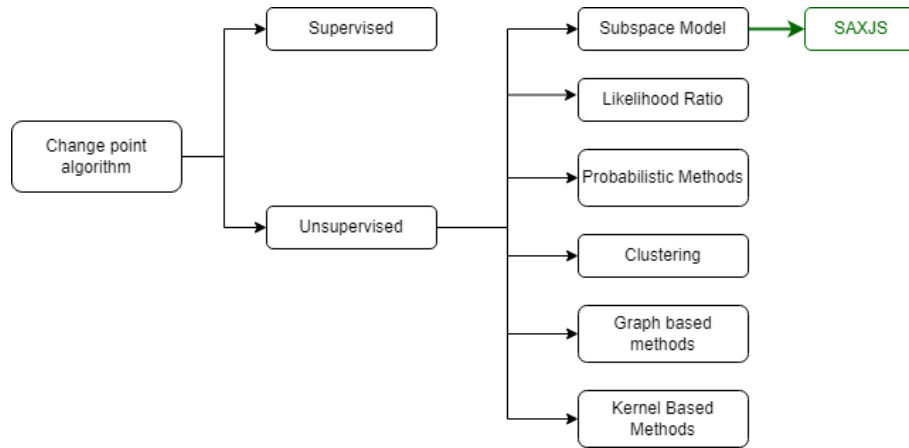 Change point
algorithm
Supervised
Unsupervised
Subspace Model
SAXJS
Likelihood Ratio
Probabilistic Methods
Clustering
Graph based
methods
Kernel Based
Methods